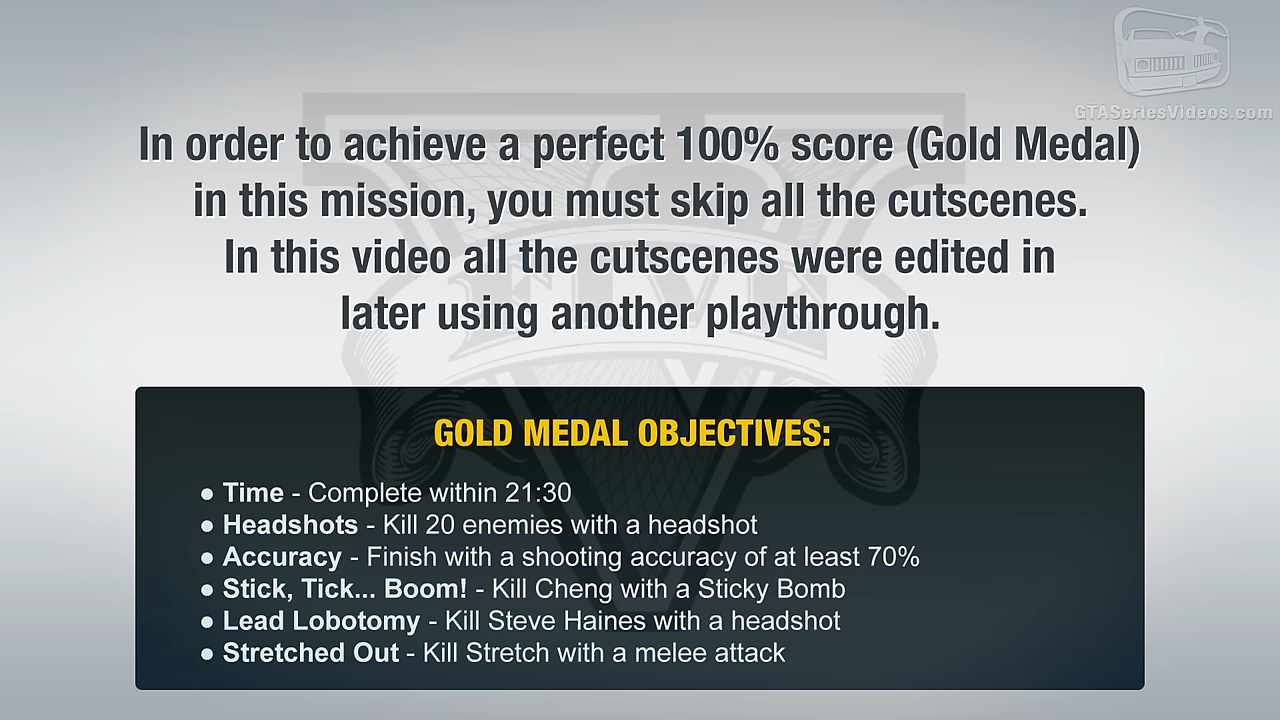 GTASeriesVideos.com
In order to achieve a perfect 100% score (Gold Medal)
in this mission, you must skip all the cutscenes.
In this video all the cutscenes were edited in
later using another playthrough.
FIVE
GOLD MEDAL OBJECTIVES:
● Time - Complete within 21:30
● Headshots - Kill 20 enemies with a headshot
● Accuracy - Finish with a shooting accuracy of at least 70%
● Stick, Tick... Boom! - Kill Cheng with a Sticky Bomb
● Lead Lobotomy - Kill Steve Haines with a headshot
● Stretched Out - Kill Stretch with a melee attack